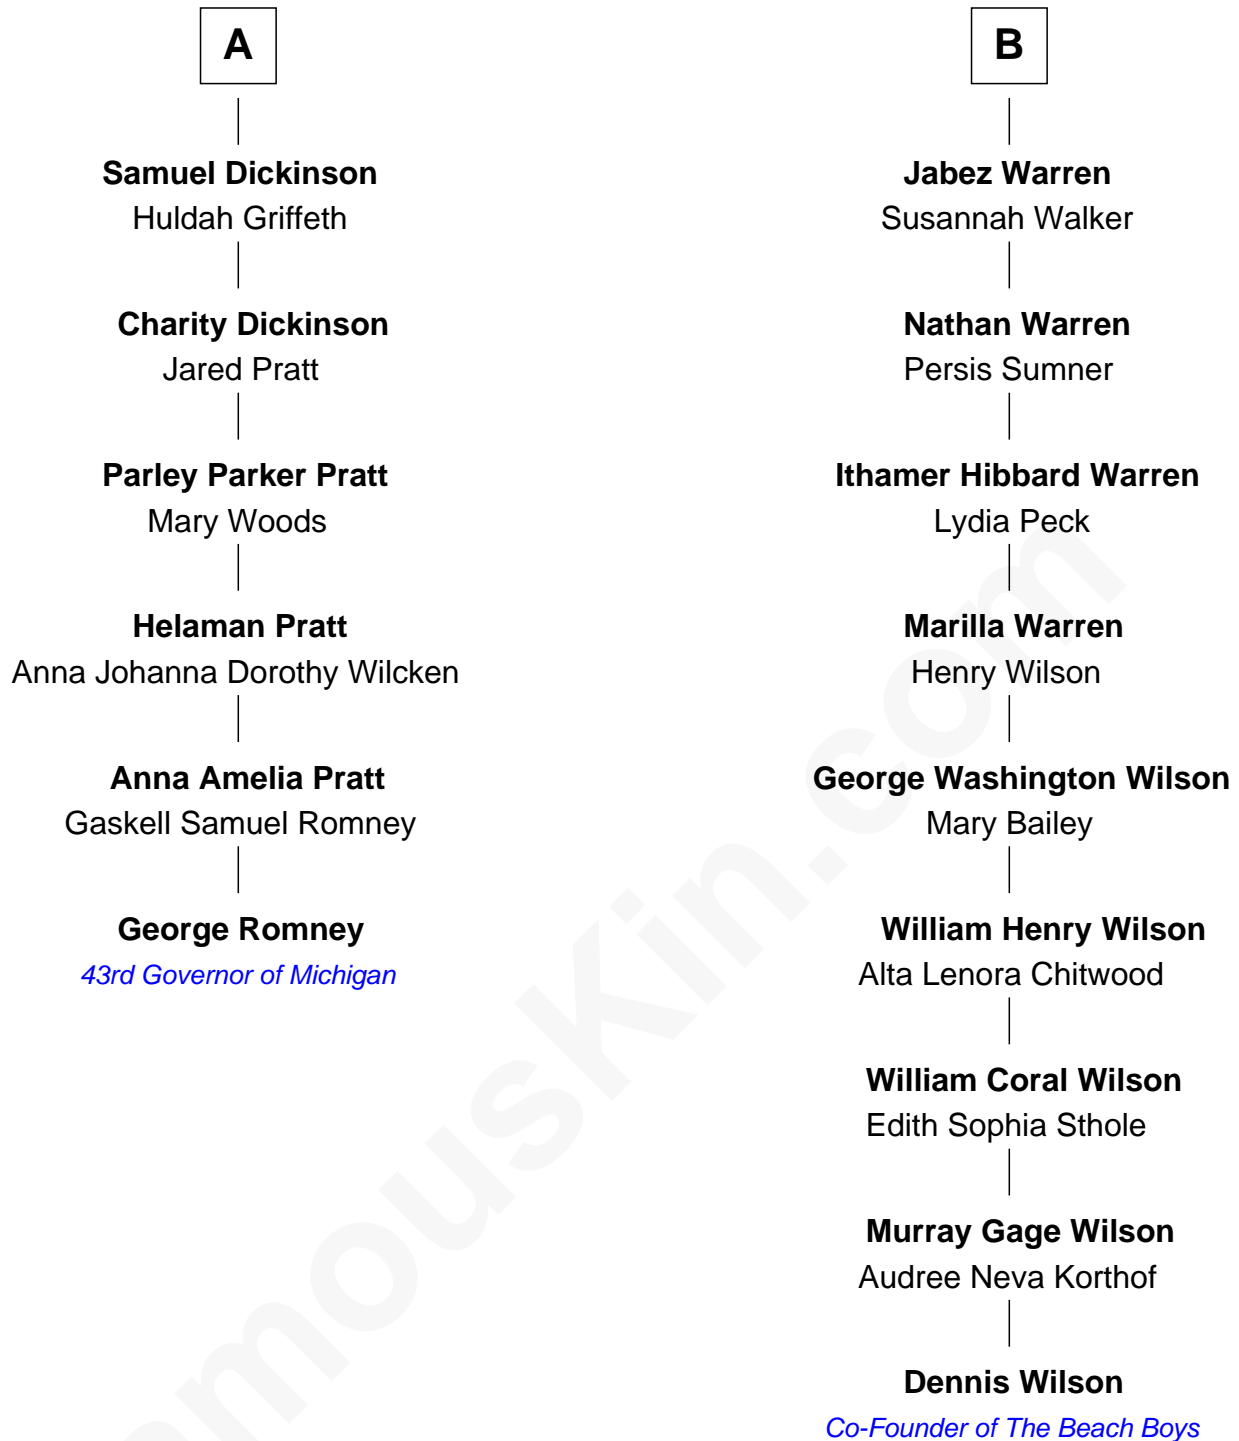 A
Samuel Dickinson
Huldah Griffeth
Charity Dickinson
Jared Pratt
Parley Parker Pratt
Mary Woods
Helaman Pratt
Anna Johanna Dorothy Wilcken
Anna Amelia Pratt
Gaskell Samuel Romney
George Romney
43rd Governor of Michigan
B
Jabez Warren
Susannah Walker
Nathan Warren
Persis Sumner
Ithamer Hibbard Warren
Lydia Peck
Marilla Warren
Henry Wilson
George Washington Wilson
Mary Bailey
William Henry Wilson
Alta Lenora Chitwood
William Coral Wilson
Edith Sophia Sthole
Murray Gage Wilson
Audree Neva Korthof
Dennis Wilson
Co-Founder of The Beach Boys
amouskin.com